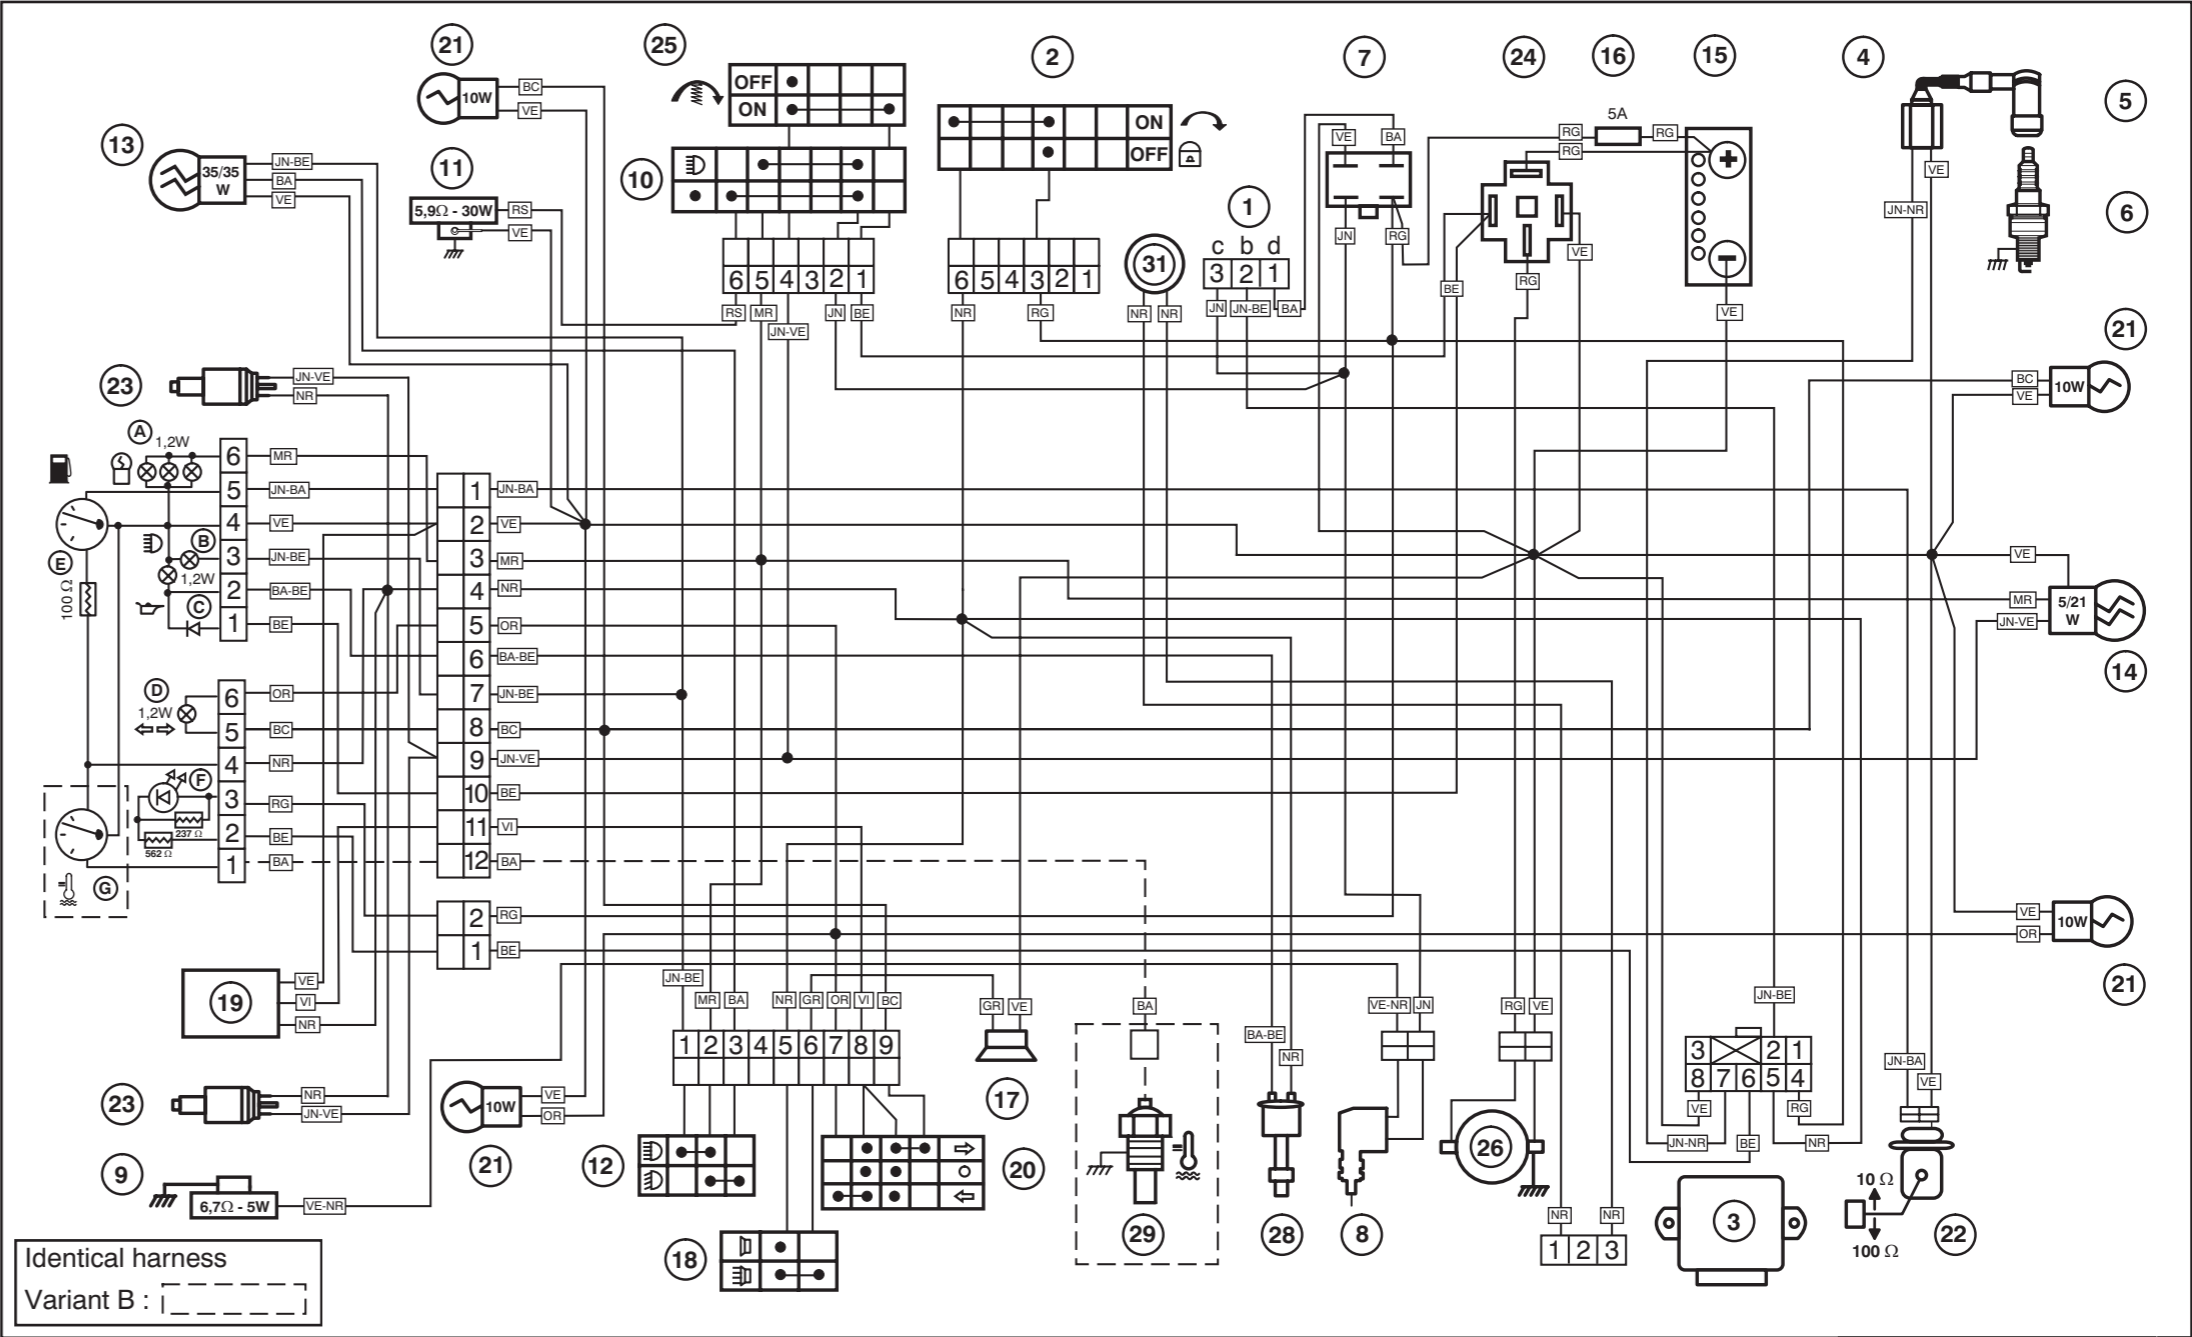 21
25
2
7
24
16
15
4
5
BC
10W
VE
OFF
ON
ON
OFF
VE
BA
5A
RG
RG
RG
+
VE
13
JN-BE
35/35
W
BA
VE
11
10
1
6
JN-NR
5,9Ω - 30W
RS
VE
c b d
JN
RG
VE
31
3 2 1
RG
BE
6 5 4 3 2 1
6 5 4 3 2 1
RS
MR
JN-VE
JN
BE
NR
RG
NR
NR
JN
JN-BE
BA
VE
21
23
JN-VE
NR
BC
VE
10W
A
1,2W
6
MR
5
JN-BA
1
JN-BA
4
VE
2
VE
B
3
JN-BE
3
MR
VE
E
100 Ω
1,2W
2
BA-BE
4
NR
MR
5/21
W
C
1
BE
5
OR
JN-VE
6
BA-BE
14
D
1,2W
6
OR
7
JN-BE
5
BC
8
BC
4
NR
9
JN-VE
F
3
RG
10
BE
237 Ω
2
BE
11
VI
562 Ω
1
BA
12
BA
G
2
RG
VE
10W
OR
1
BE
21
19
VE
VI
NR
JN-BE
MR
BA
NR
GR
OR
VI
BC
GR
VE
BA
VE-NR
JN
RG
VE
JN-BE
BA-BE
NR
1 2 3 4 5 6 7 8 9
3 2 1
8 7 6 5 4
JN-BA
VE
VE
RG
JN-NR
BE
NR
17
23
NR
JN-VE
10W
VE
OR
21
12
20
26
9
6,7Ω - 5W
VE-NR
18
29
28
8
NR
NR
1 2 3
3
10 Ω
100 Ω
22
Identical harness
Variant B :